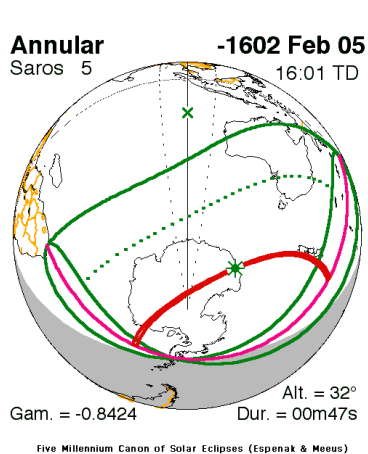 Annular -1602 Feb 05
Saros 5 16:01 TD
Alt. = 32°
Gam. = -0.8424 Dur. = 00m47s
Five Millennium Canon of Solar Eclipses (Espenak & Meeus)